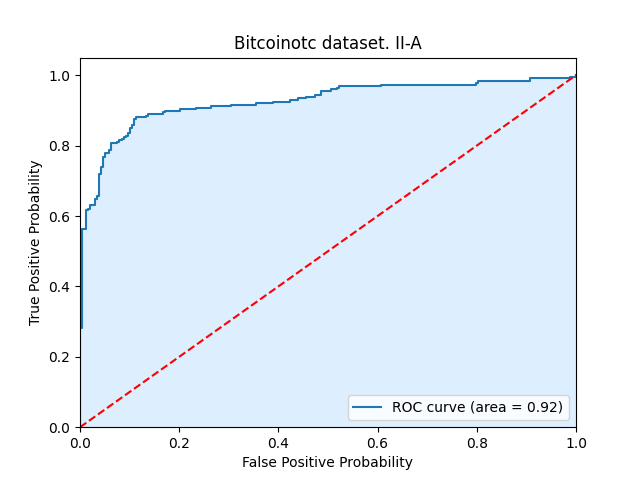 Bitcoinotc dataset. II-A
True Positive Probability
1.0
0.8
0.6
0.4
0.2
0.0
ROC curve (area = 0.92)
0.0 0.2 0.4 0.6 0.8 1.0
False Positive Probability